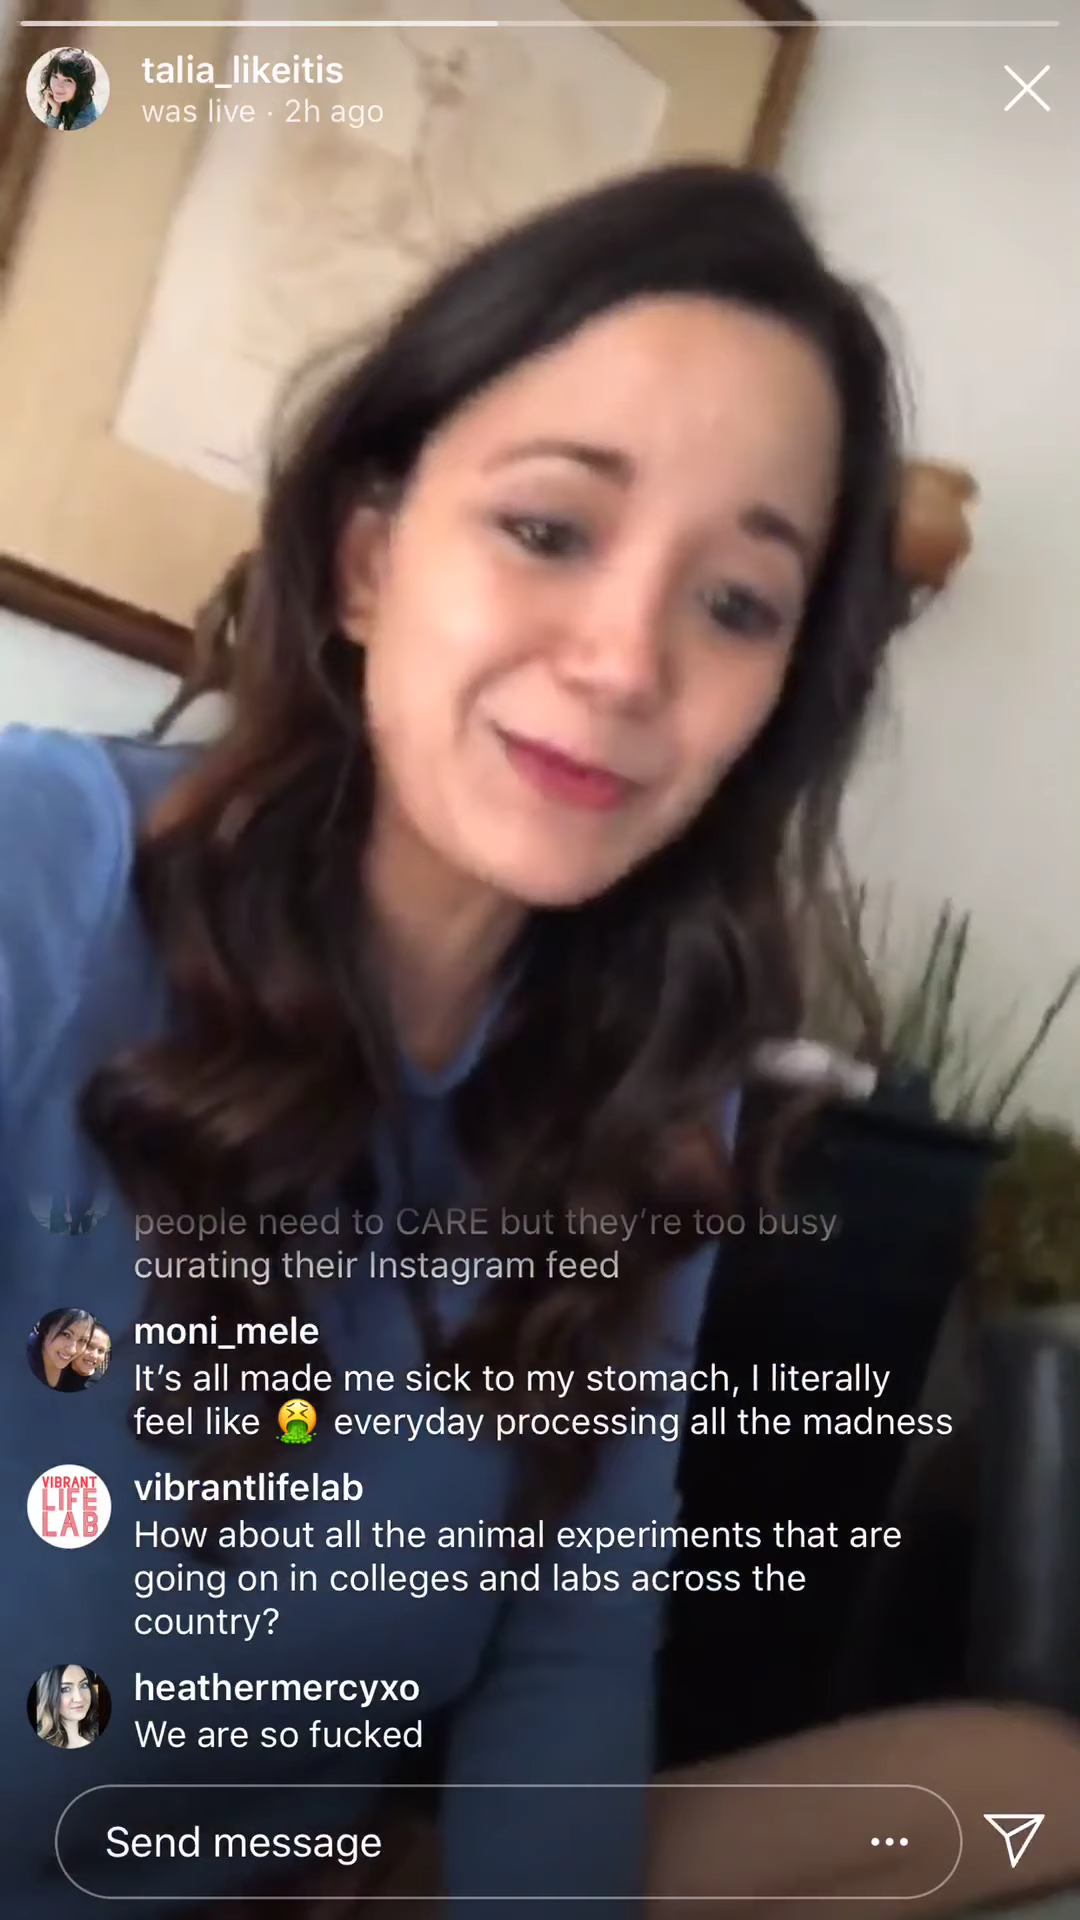 talia_likeitis
was live · 2h ago
people need to CARE but they're too busy
curating their Instagram feed
moni_mele
It's all made me sick to my stomach, I literally
feel like 🤮 everyday processing all the madness
VIBRANT
LIFE
LAB
vibrantlifelab
How about all the animal experiments that are
going on in colleges and labs across the
country?
heathermercyxo
We are so fucked
Send message